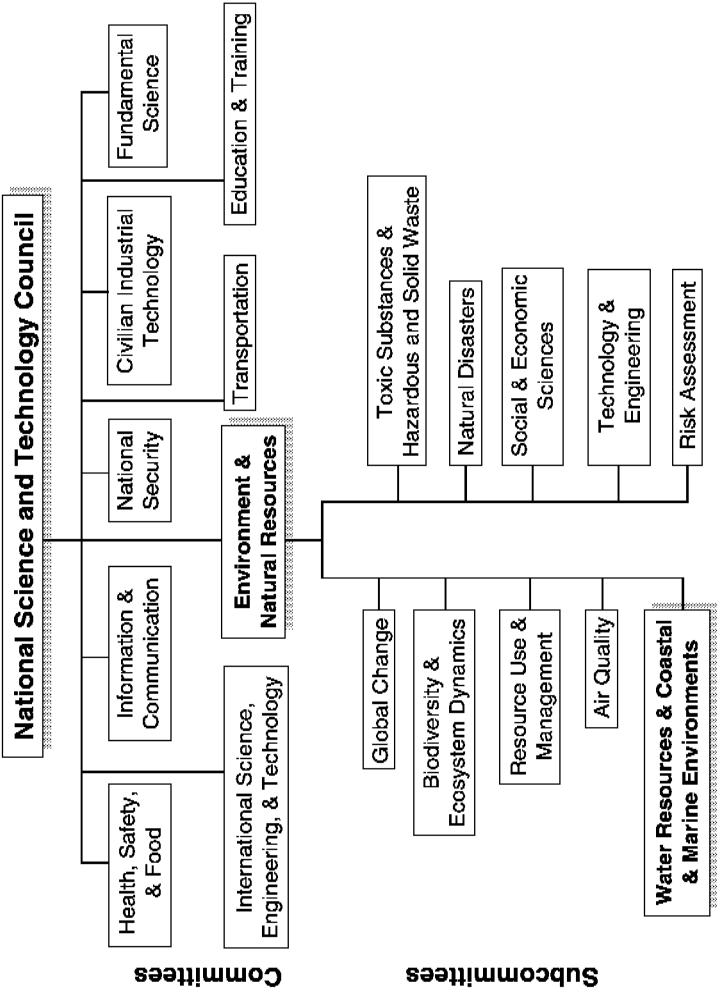 National Science and Technology Council
Committees
Health, Safety,
& Food
Information &
Communication
National
Security
Civilian Industrial
Technology
Fundamental
Science
International Science,
Engineering, & Technology
Environment &
Natural Resources
Transportation
Education & Training
Subcommittees
Global Change
Biodiversity &
Ecosystem Dynamics
Resource Use &
Management
Air Quality
Water Resources & Coastal
& Marine Environments
Toxic Substances &
Hazardous and Solid Waste
Natural Disasters
Social & Economic
Sciences
Technology &
Engineering
Risk Assessment